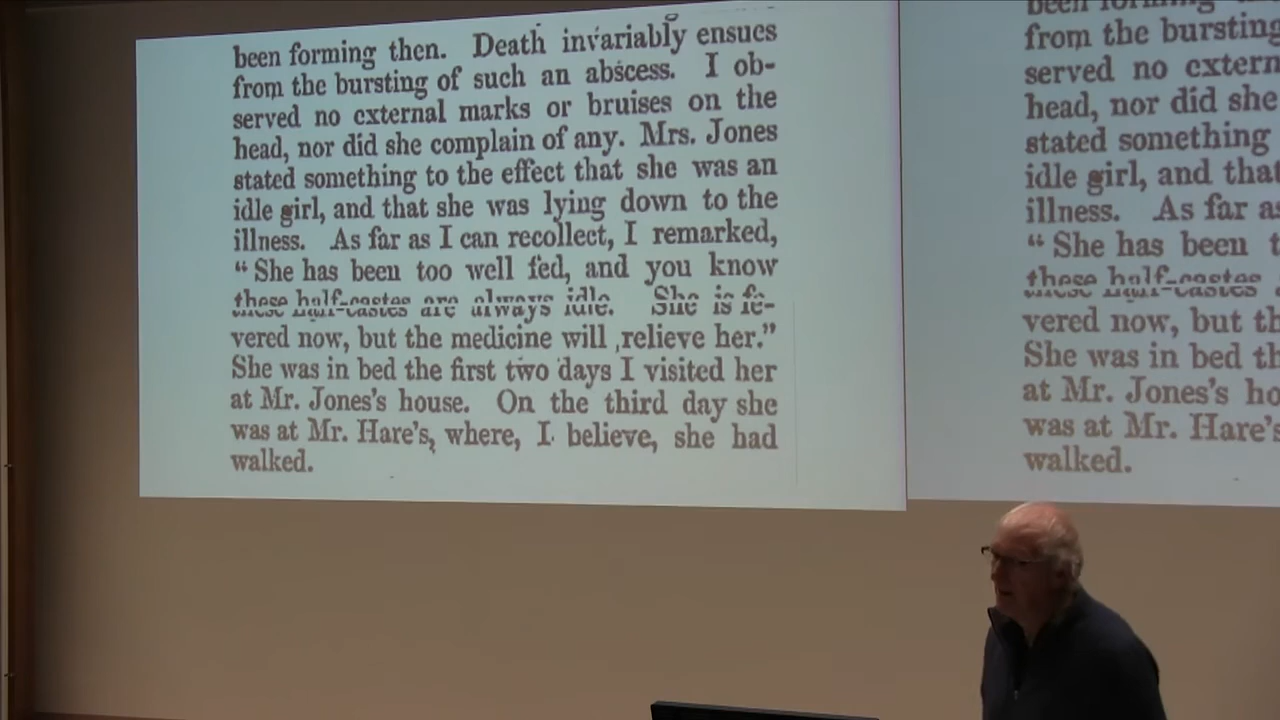 been forming then. Death invariably ensues
from the bursting of such an abscess. I ob-
served no external marks or bruises on the
head, nor did she complain of any. Mrs. Jones
stated something to the effect that she was an
idle girl, and that she was lying down to the
illness. As far as I can recollect, I remarked,
“ She has been too well fed, and you know
these half-castes are always idle. She is fe-
vered now, but the medicine will relieve her.”
She was in bed the first two days I visited her
at Mr. Jones's house. On the third day she
was at Mr. Hare's, where, I believe, she had
walked.
been forming
from the bursting
served no extern
head, nor did she
stated something
idle girl, and that
illness. As far as
“ She has been t
these half-castes
vered now, but th
She was in bed th
at Mr. Jones's ho
was at Mr. Hare's
walked.